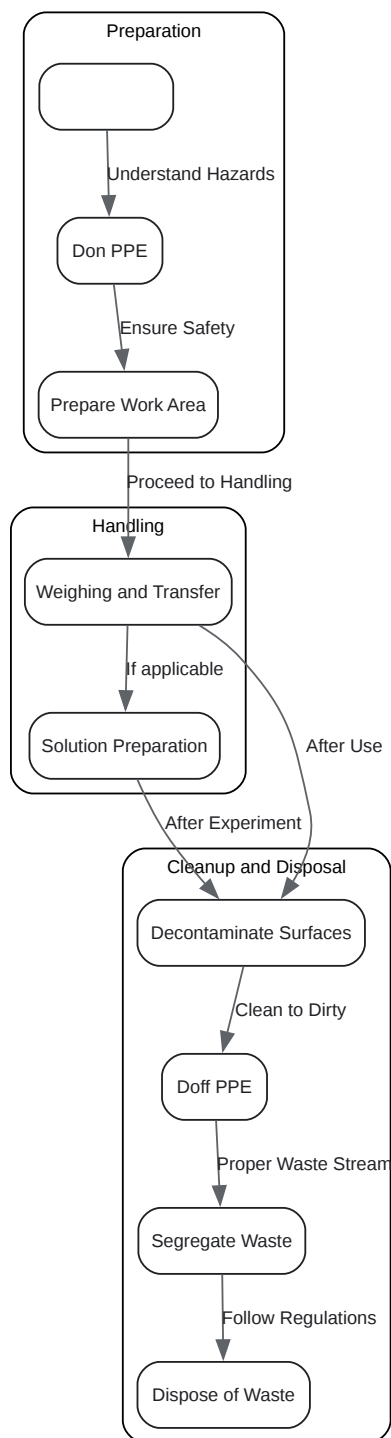 Preparation
Understand Hazards
Don PPE
Ensure Safety
Prepare Work Area
Proceed to Handling
Handling
Weighing and Transfer
If applicable
Solution Preparation
After Use
After Experiment
Cleanup and Disposal
Decontaminate Surfaces
Clean to Dirty
Doff PPE
Proper Waste Stream
Segregate Waste
Follow Regulations
Dispose of Waste